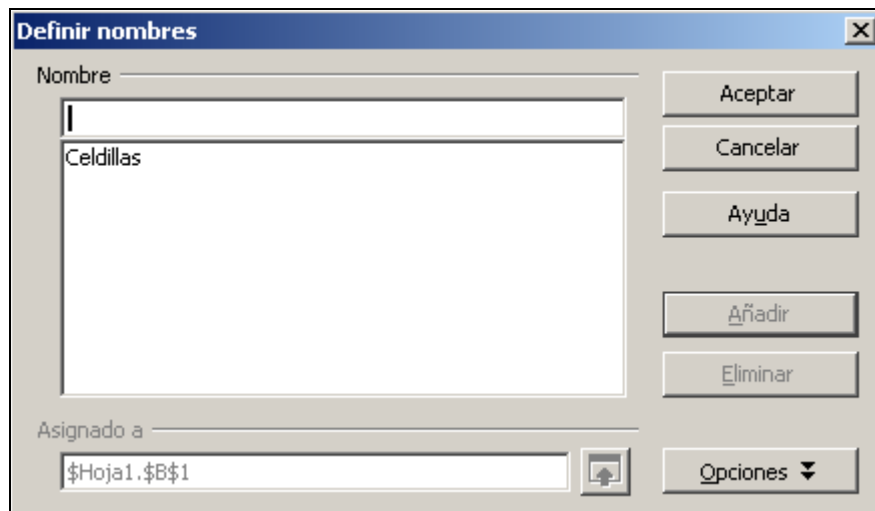 Definir nombres
Nombre
Aceptar
Celdillas
Cancelar
Ayuda
Añadir
Eliminar
Asignado a
$Hoja1.$B$1
Opciones